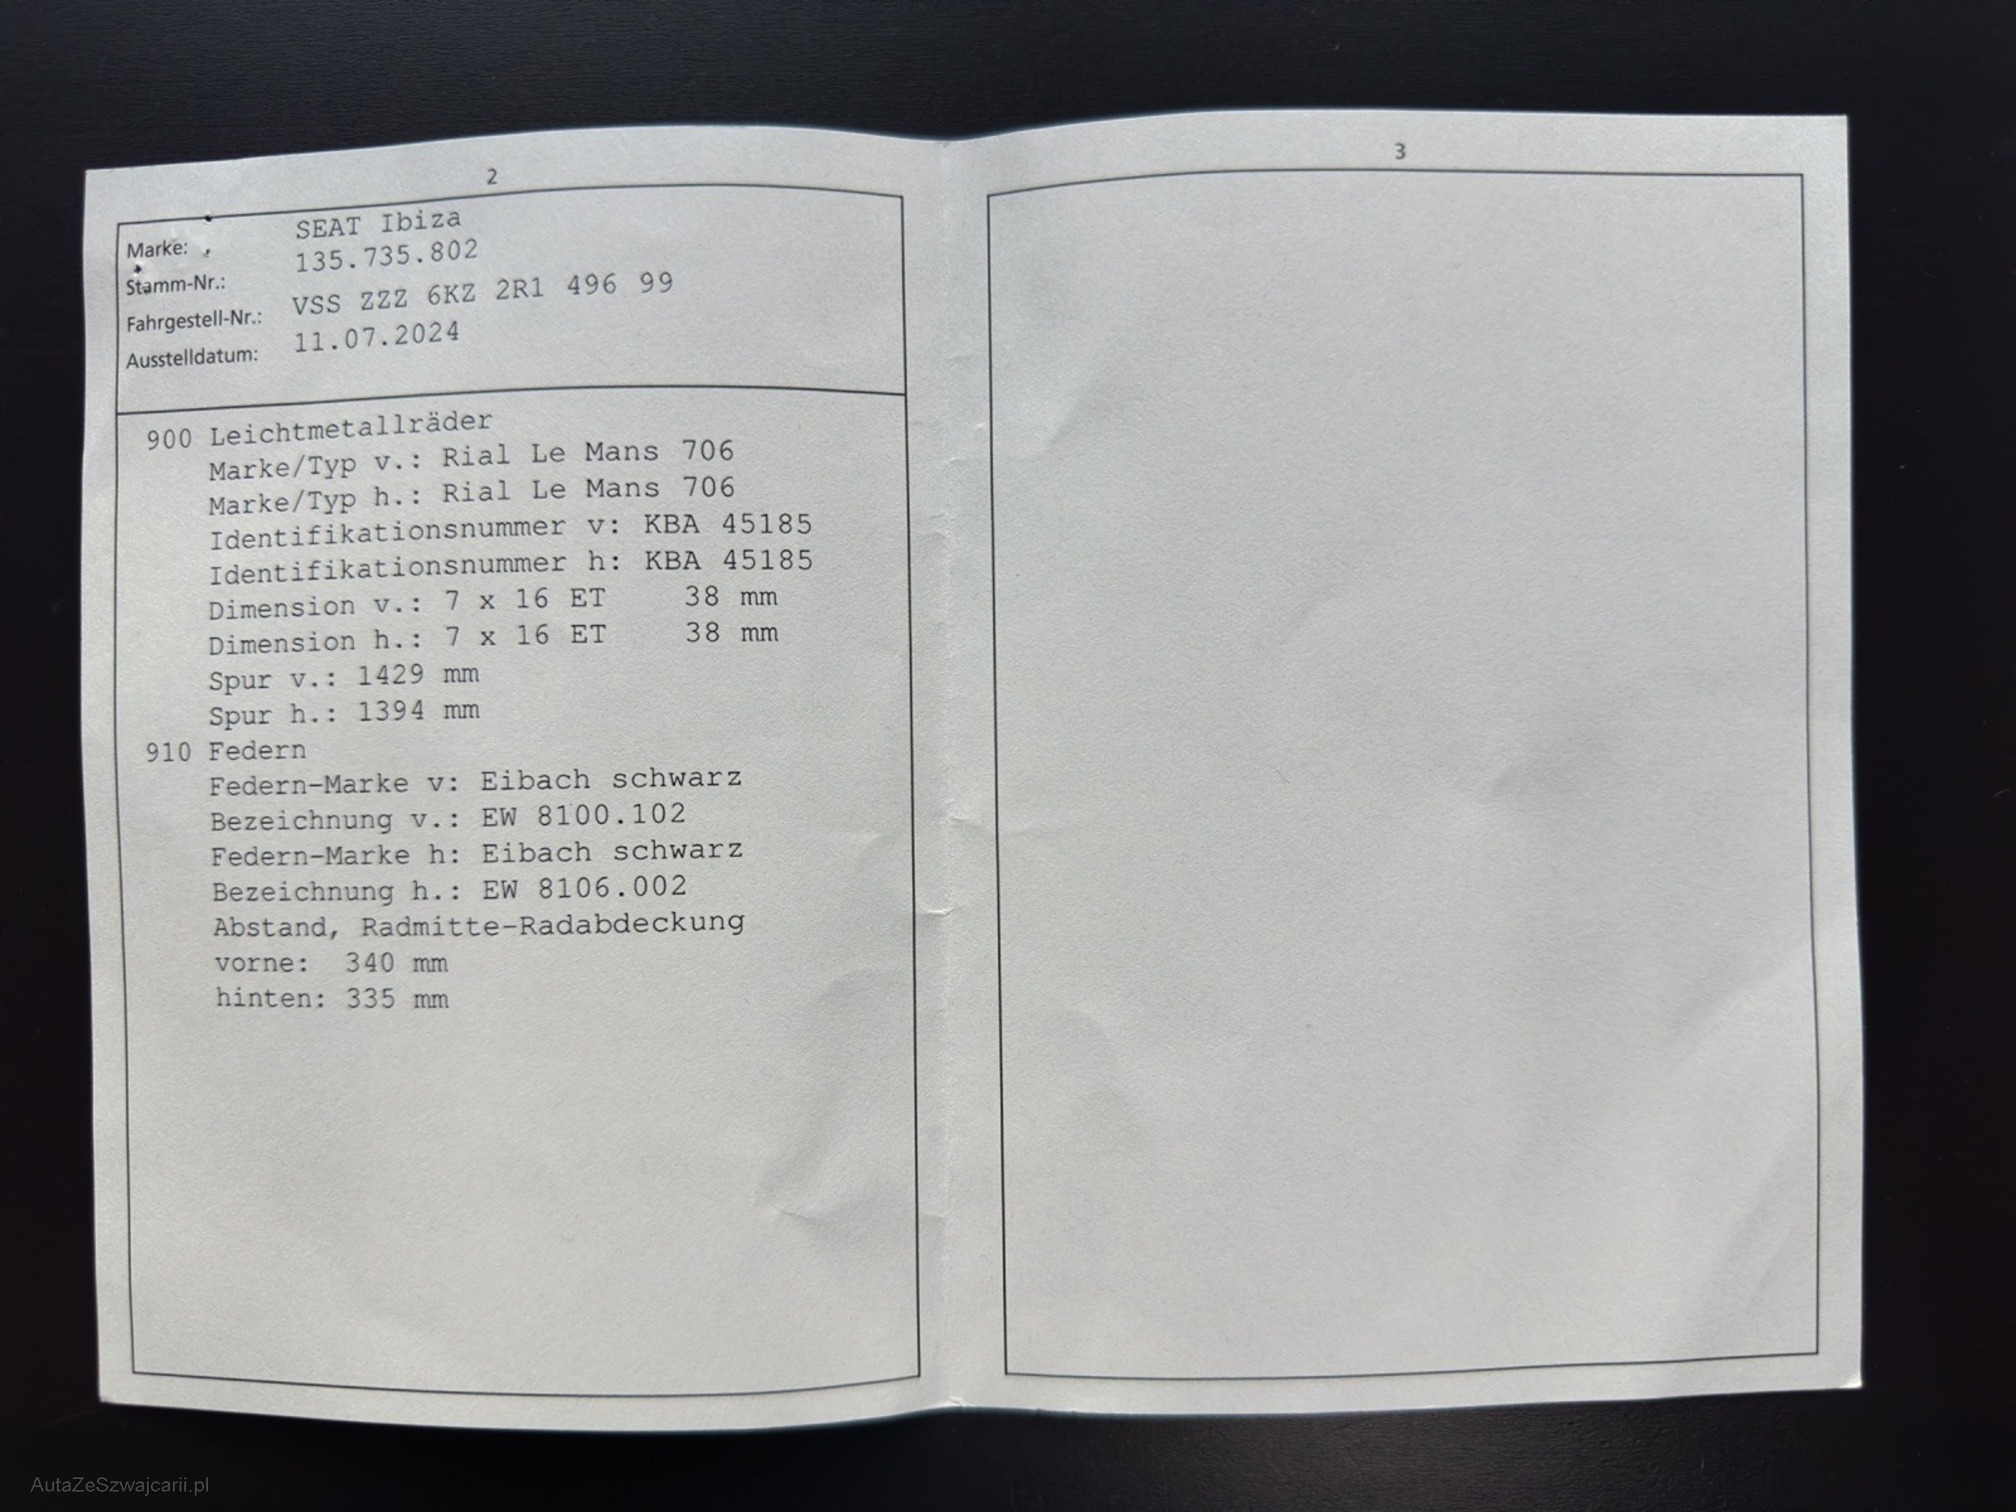 2
Marke: SEAT Ibiza
Stamm-Nr.: 135.735.802
Fahrgestell-Nr.: VSS ZZZ 6KZ 2R1 496 99
Ausstelldatum: 11.07.2024
900 Leichtmetallräder
Marke/Typ v.: Rial Le Mans 706
Marke/Typ h.: Rial Le Mans 706
Identifikationsnummer v: KBA 45185
Identifikationsnummer h: KBA 45185
Dimension v.: 7 x 16 ET 38 mm
Dimension h.: 7 x 16 ET 38 mm
Spur v.: 1429 mm
Spur h.: 1394 mm
910 Federn
Federn-Marke v: Eibach schwarz
Bezeichnung v.: EW 8100.102
Federn-Marke h: Eibach schwarz
Bezeichnung h.: EW 8106.002
Abstand, Radmitte-Radabdeckung
vorne: 340 mm
hinten: 335 mm
3
AutaZeSzwajcarii.pl